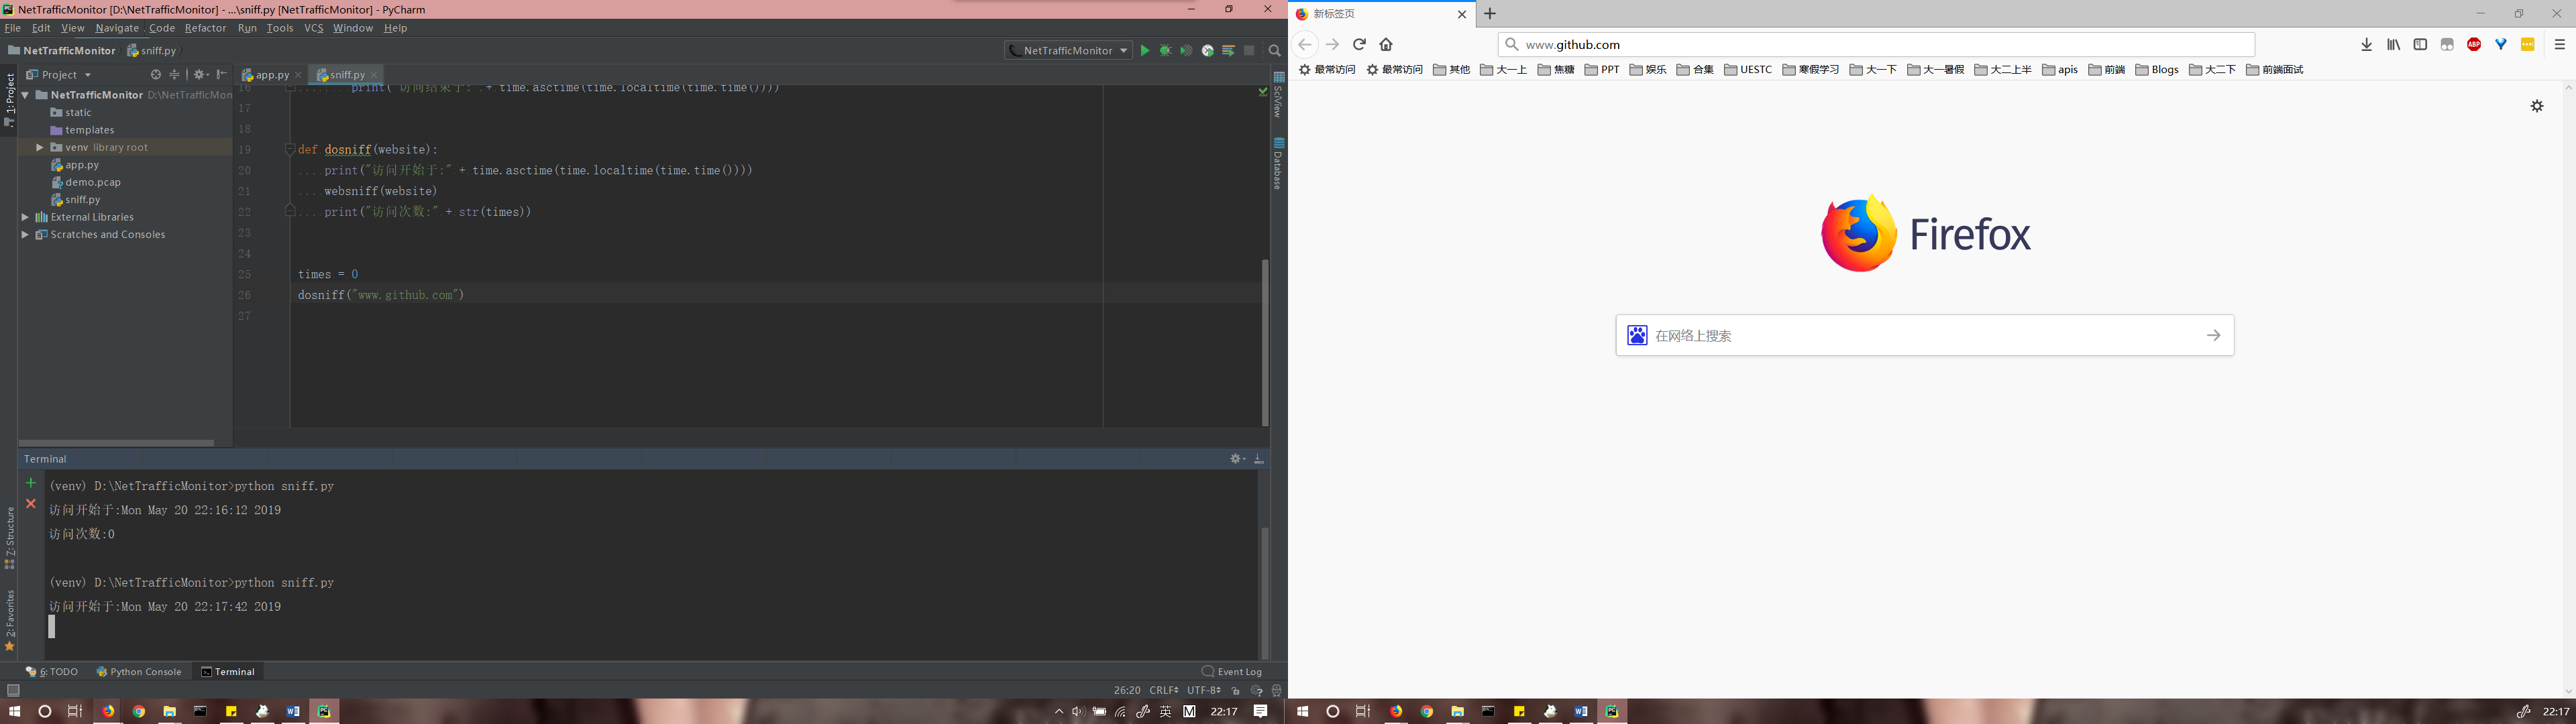 NetTrafficMonitor [D:\NetTrafficMonitor] - ...\sniff.py [NetTrafficMonitor] - PyCharm
File Edit View Navigate Code Refactor Run Tools VCS Window Help
NetTrafficMonitor sniff.py
NetTrafficMonitor
1: Project
Project
app.py
sniff.py
NetTrafficMonitor D:\NetTrafficMon
static
templates
venv library root
app.py
demo.pcap
sniff.py
External Libraries
Scratches and Consoles
16 print("访问结束于:" + time.asctime(time.localtime(time.time())))
17
18
19 def dosniff(website):
20 print("访问开始于:" + time.asctime(time.localtime(time.time())))
21 websniff(website)
22 print("访问次数:" + str(times))
23
24
25 times = 0
26 dosniff("www.github.com")
27
SciView
Database
Terminal
(venv) D:\NetTrafficMonitor>python sniff.py
访问开始于:Mon May 20 22:16:12 2019
访问次数:0
(venv) D:\NetTrafficMonitor>python sniff.py
访问开始于:Mon May 20 22:17:42 2019
7: Structure
2: Favorites
6: TODO Python Console Terminal Event Log
26:20 CRLF UTF-8
英 M 22:17
新标签页
www.github.com
ABP
最常访问 最常访问 其他 大一上 焦糖 PPT 娱乐 合集 UESTC 寒假学习 大一下 大一暑假 大二上半 apis 前端 Blogs 大二下 前端面试
Firefox
在网络上搜索
22:17